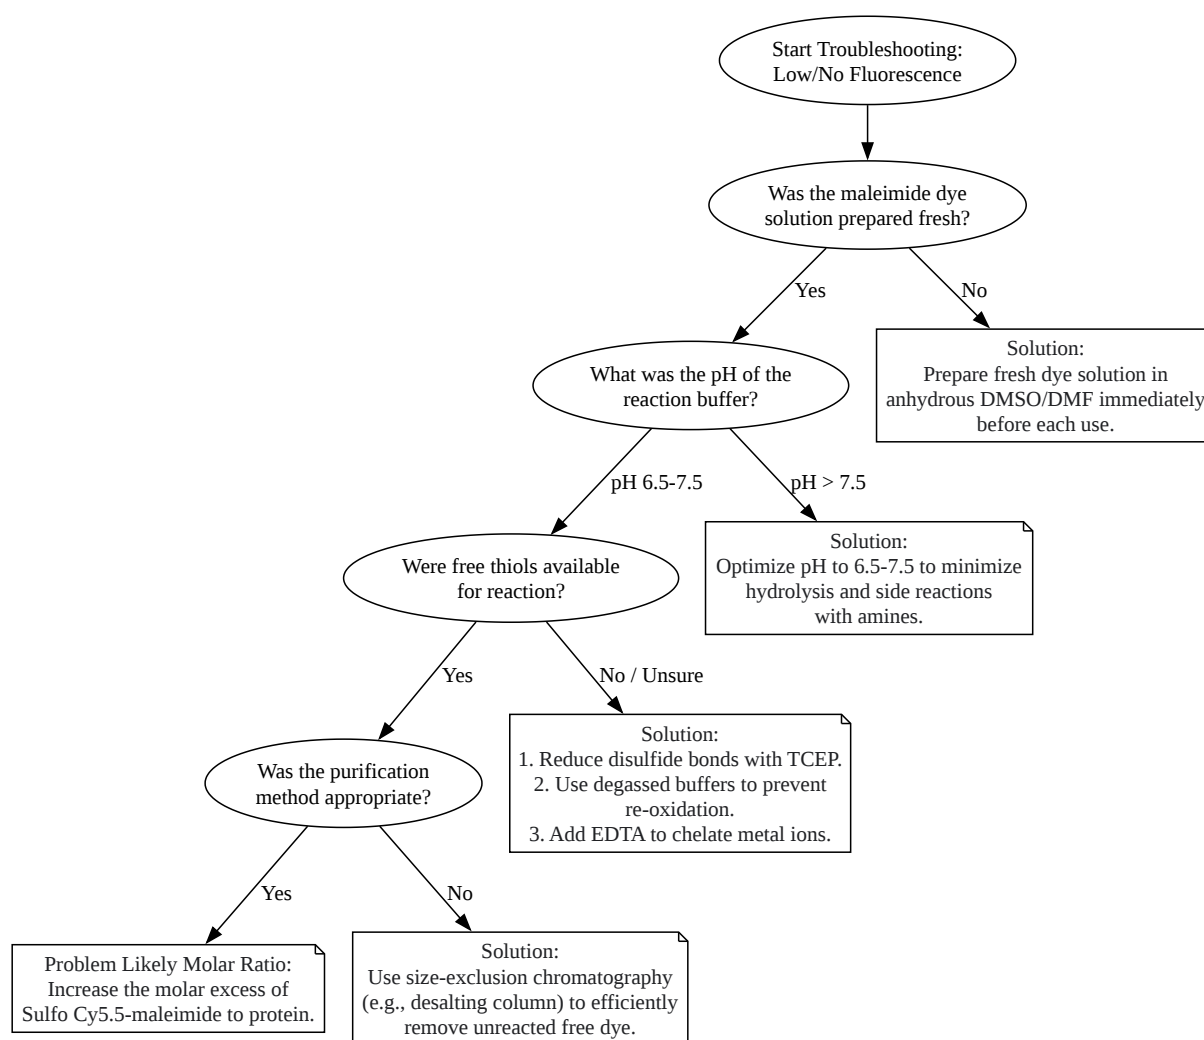 Start Troubleshooting:
Low/No Fluorescence
Was the maleimide dye
solution prepared fresh?
Yes
No
Solution:
Prepare fresh dye solution in
anhydrous DMSO/DMF immediately
before each use.
What was the pH of the
reaction buffer?
pH 6.5-7.5
pH > 7.5
Solution:
Optimize pH to 6.5-7.5 to minimize
hydrolysis and side reactions
with amines.
Were free thiols available
for reaction?
Yes
No / Unsure
Solution:
1. Reduce disulfide bonds with TCEP.
2. Use degassed buffers to prevent
re-oxidation.
3. Add EDTA to chelate metal ions.
Was the purification
method appropriate?
Yes
No
Problem Likely Molar Ratio:
Increase the molar excess of
Sulfo Cy5.5-maleimide to protein.
Solution:
Use size-exclusion chromatography
(e.g., desalting column) to efficiently
remove unreacted free dye.